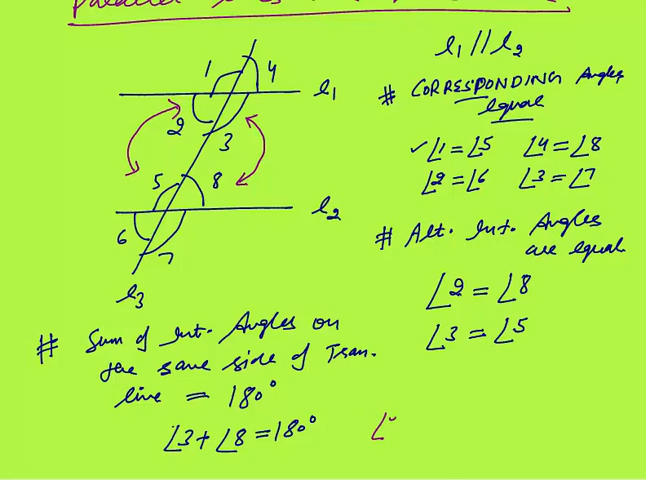 l1 // l2
# CORRESPONDING Angles
equal
✓∠1 = ∠5 ∠4 = ∠8
∠2 = ∠6 ∠3 = ∠7
# Alt. Int. Angles
are equal
∠2 = ∠8
∠3 = ∠5
1 4
l1
2 3
5 8
l2
6 7
l3
# Sum of Int. Angles on
the same side of Tran.
line = 180°
∠3 + ∠8 = 180°
∠